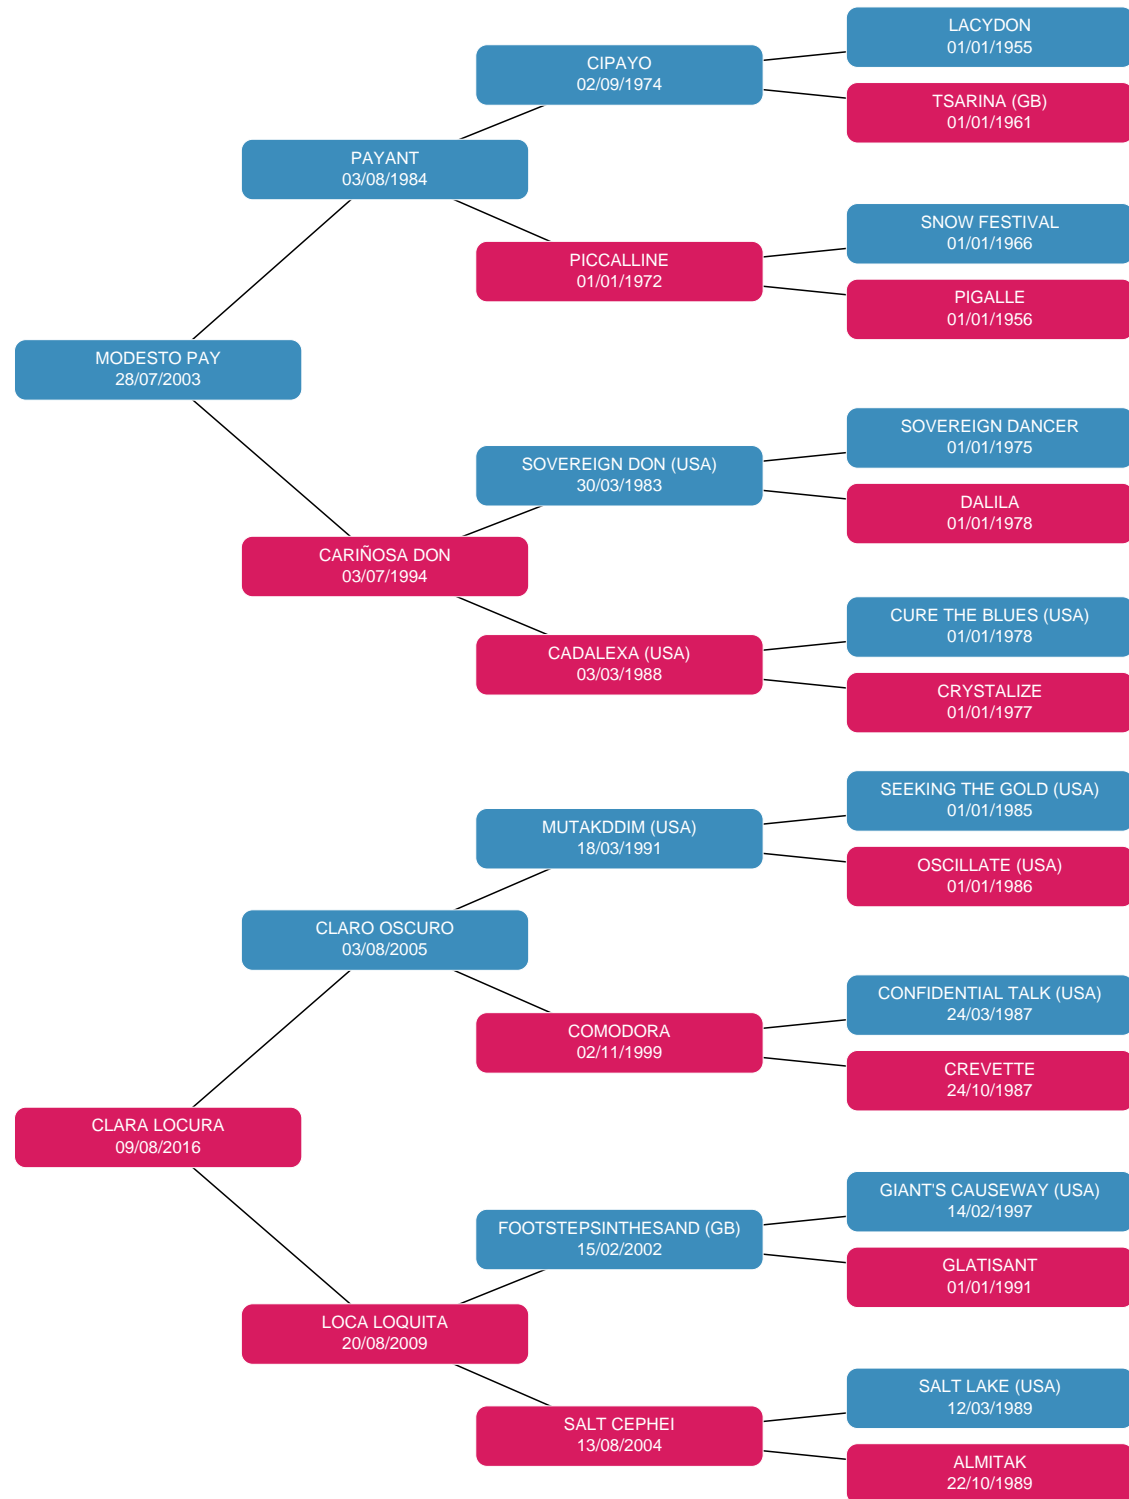 LACYDON
01/01/1955
CIPAYO
02/09/1974
TSARINA (GB)
01/01/1961
PAYANT
03/08/1984
SNOW FESTIVAL
01/01/1966
PICCALLINE
01/01/1972
PIGALLE
01/01/1956
MODESTO PAY
28/07/2003
SOVEREIGN DANCER
01/01/1975
SOVEREIGN DON (USA)
30/03/1983
DALILA
01/01/1978
CARIÑOSA DON
03/07/1994
CURE THE BLUES (USA)
01/01/1978
CADALEXA (USA)
03/03/1988
CRYSTALIZE
01/01/1977
SEEKING THE GOLD (USA)
01/01/1985
MUTAKDDIM (USA)
18/03/1991
OSCILLATE (USA)
01/01/1986
CLARO OSCURO
03/08/2005
CONFIDENTIAL TALK (USA)
24/03/1987
COMODORA
02/11/1999
CREVETTE
24/10/1987
CLARA LOCURA
09/08/2016
GIANT'S CAUSEWAY (USA)
14/02/1997
FOOTSTEPSINTHESAND (GB)
15/02/2002
GLATISANT
01/01/1991
LOCA LOQUITA
20/08/2009
SALT LAKE (USA)
12/03/1989
SALT CEPHEI
13/08/2004
ALMITAK
22/10/1989